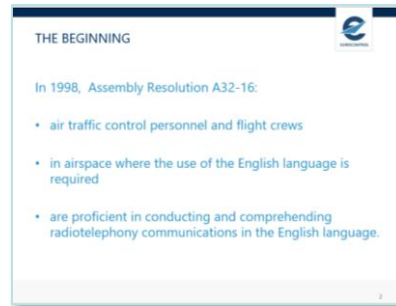 THE BEGINNING
EUROCONTROL
In 1998, Assembly Resolution A32-16:
• air traffic control personnel and flight crews
• in airspace where the use of the English language is
required
• are proficient in conducting and comprehending
radiotelephony communications in the English language.
2